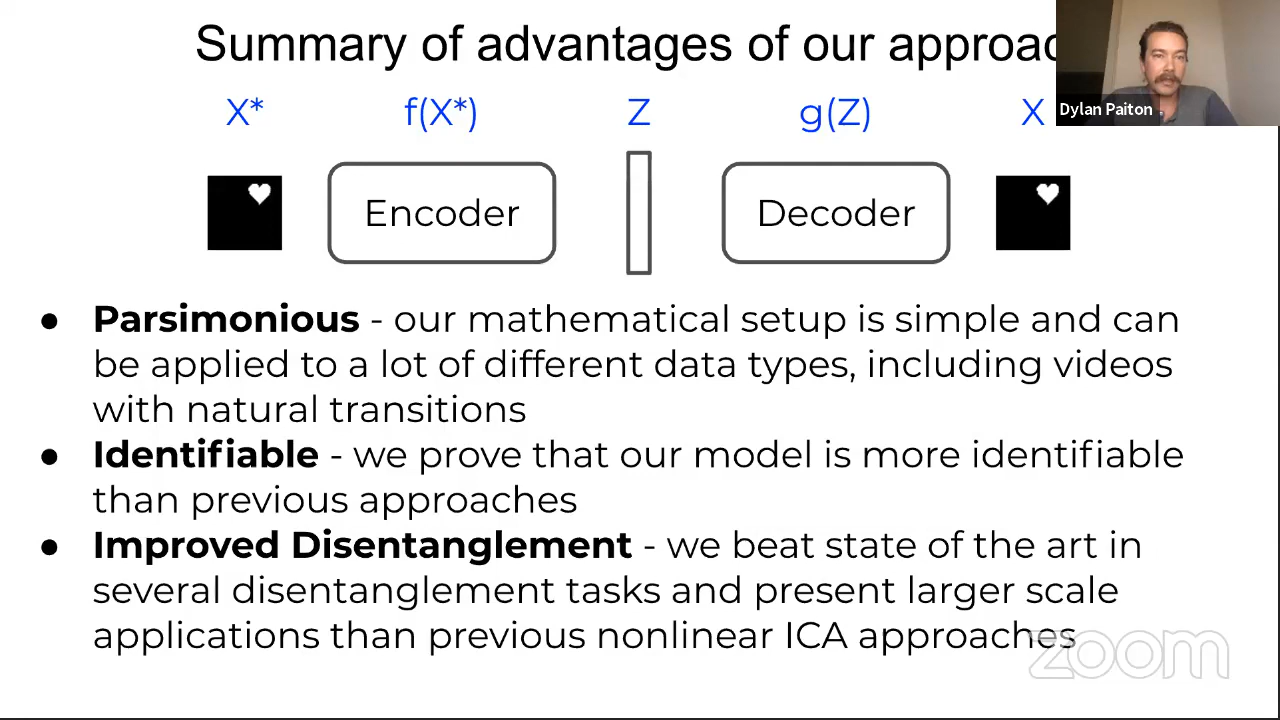 Summary of advantages of our approac
Dylan Paiton
X* f(X*) Z g(Z) X
Encoder Decoder
● Parsimonious - our mathematical setup is simple and can
be applied to a lot of different data types, including videos
with natural transitions
● Identifiable - we prove that our model is more identifiable
than previous approaches
● Improved Disentanglement - we beat state of the art in
several disentanglement tasks and present larger scale
applications than previous nonlinear ICA approaches
zoom